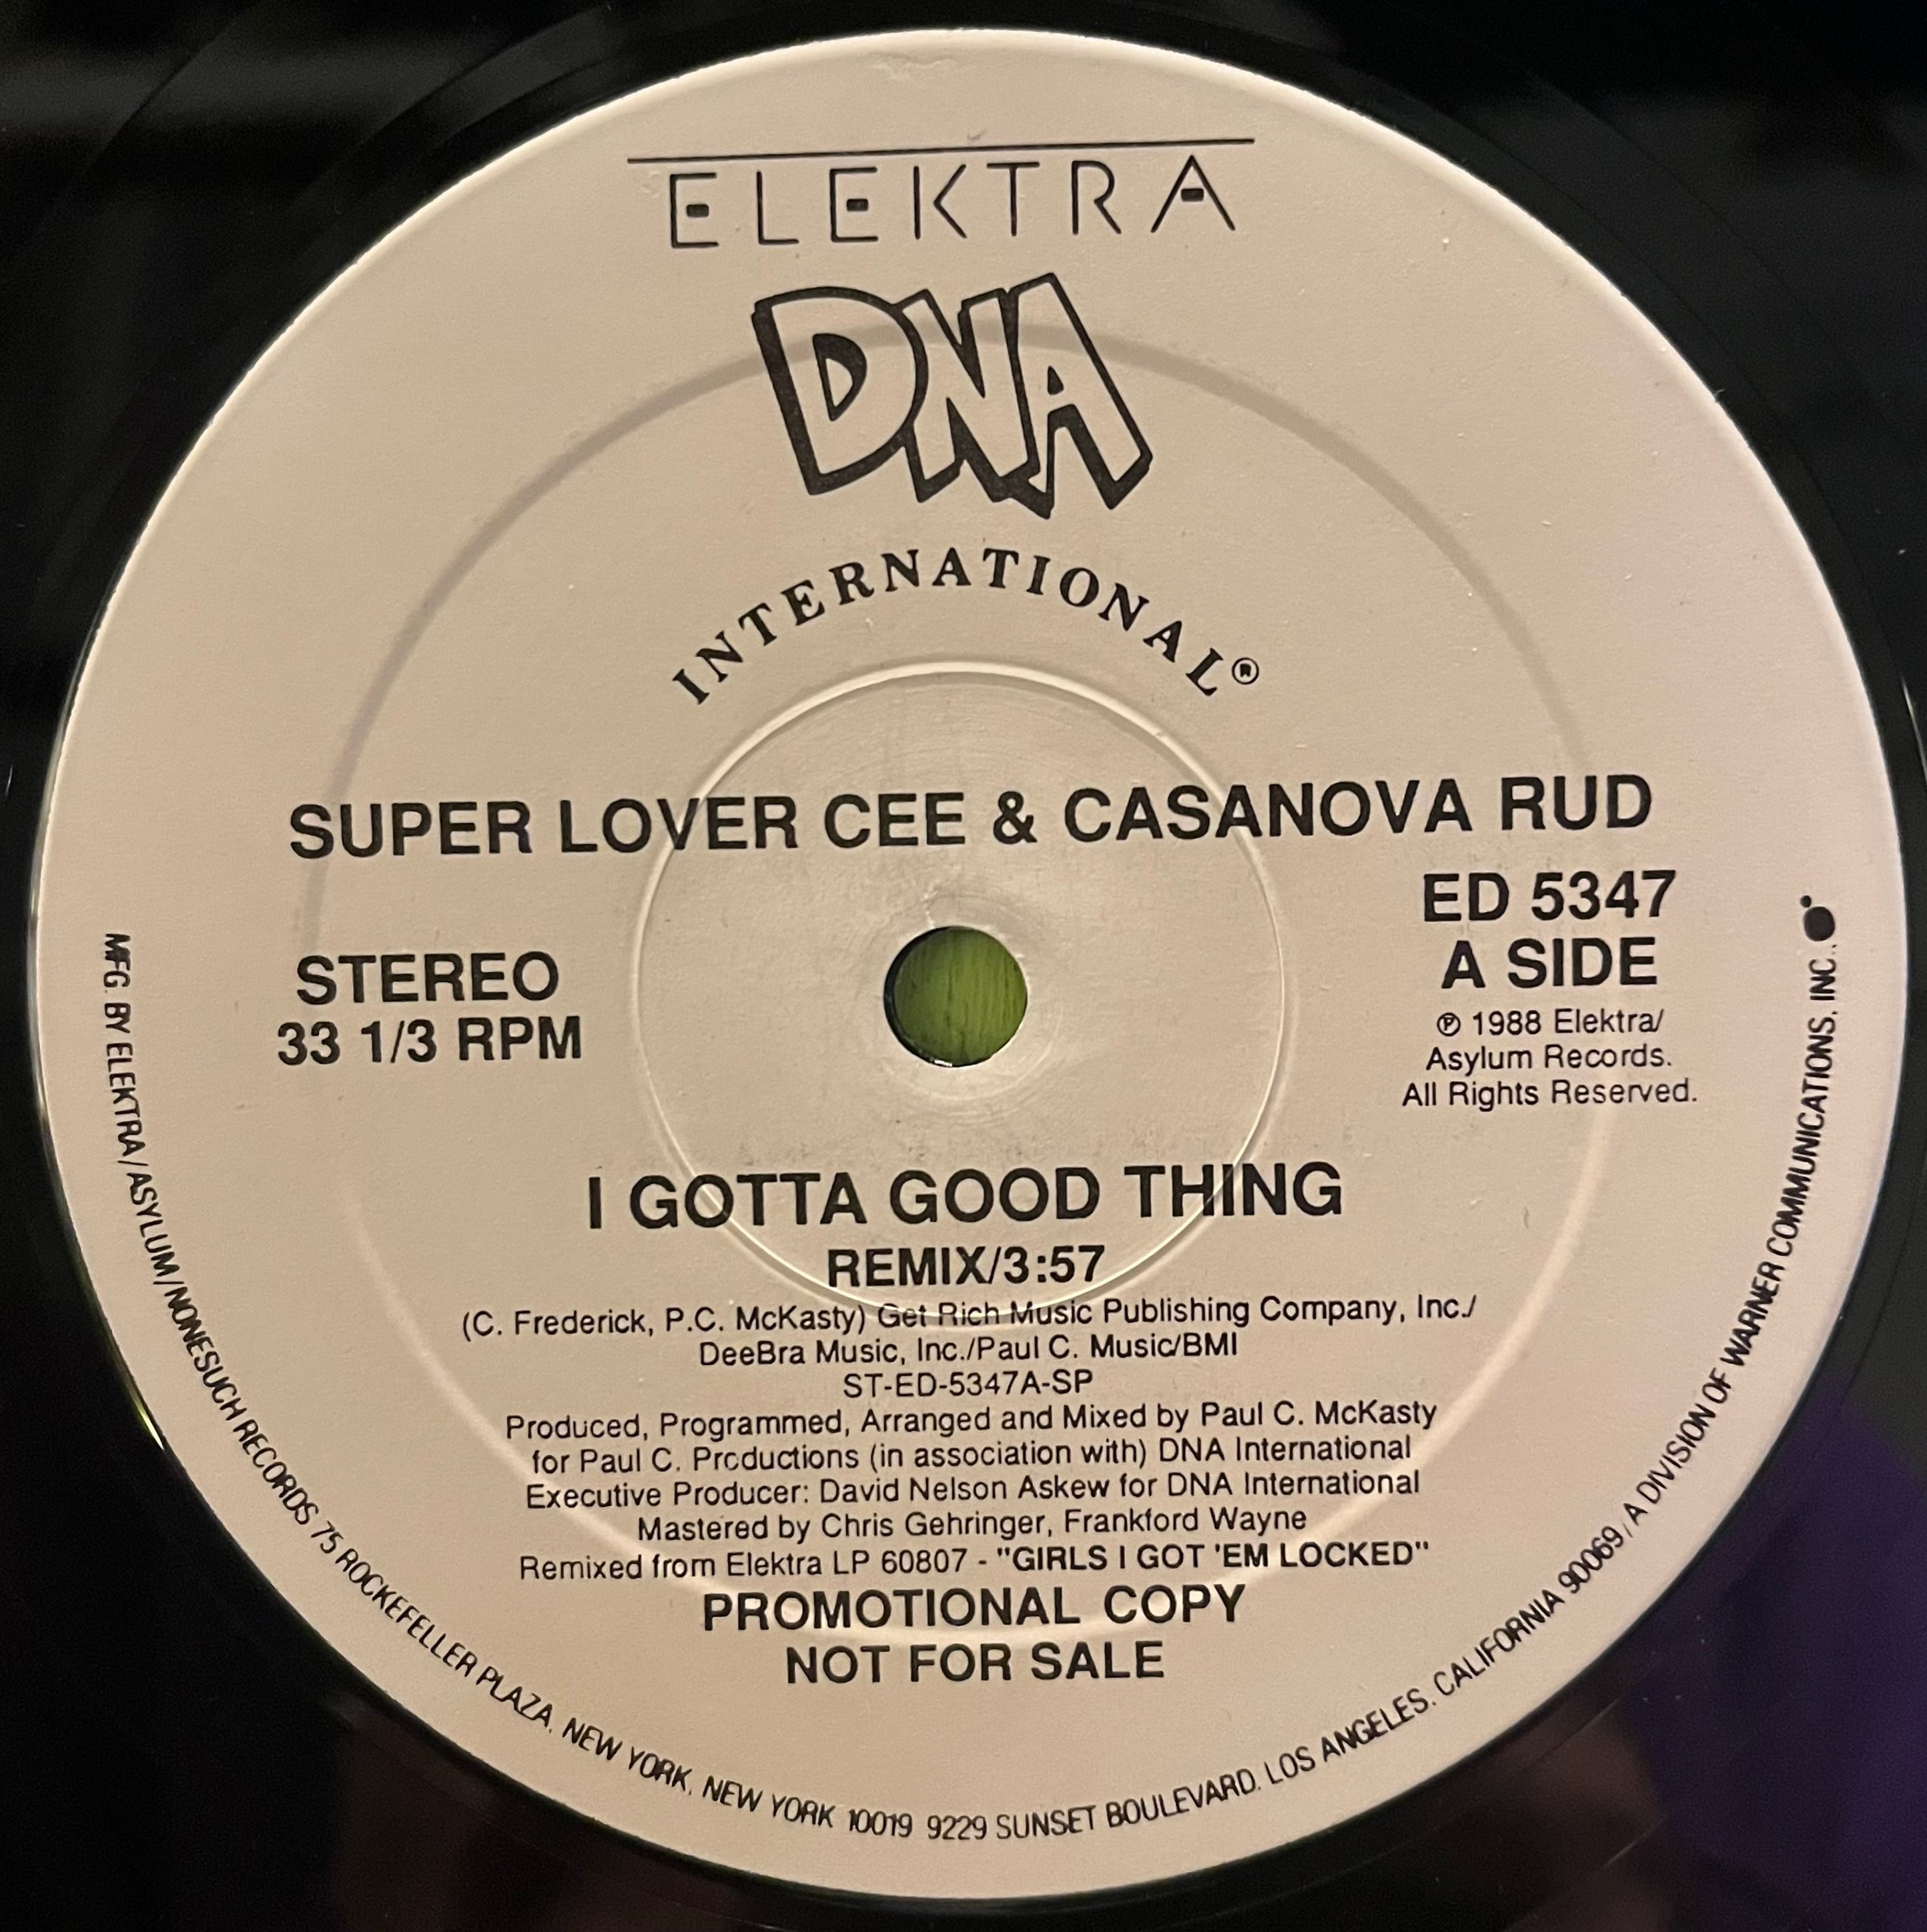 ELEKTRA
DNA
INTERNATIONAL®
SUPER LOVER CEE & CASANOVA RUD
STEREO
33 1/3 RPM
ED 5347
A SIDE
℗ 1988 Elektra/
Asylum Records.
All Rights Reserved.
I GOTTA GOOD THING
REMIX/3:57
(C. Frederick, P.C. McKasty) Get Rich Music Publishing Company, Inc./
DeeBra Music, Inc./Paul C. Music/BMI
ST-ED-5347A-SP
Produced, Programmed, Arranged and Mixed by Paul C. McKasty
for Paul C. Productions (in association with) DNA International
Executive Producer: David Nelson Askew for DNA International
Mastered by Chris Gehringer, Frankford Wayne
Remixed from Elektra LP 60807 - "GIRLS I GOT 'EM LOCKED"
PROMOTIONAL COPY
NOT FOR SALE
MFG. BY ELEKTRA/ASYLUM/NONESUCH RECORDS 75 ROCKEFELLER PLAZA, NEW YORK, NEW YORK 10019 9229 SUNSET BOULEVARD, LOS ANGELES, CALIFORNIA 90069/A DIVISION OF WARNER COMMUNICATIONS, INC.